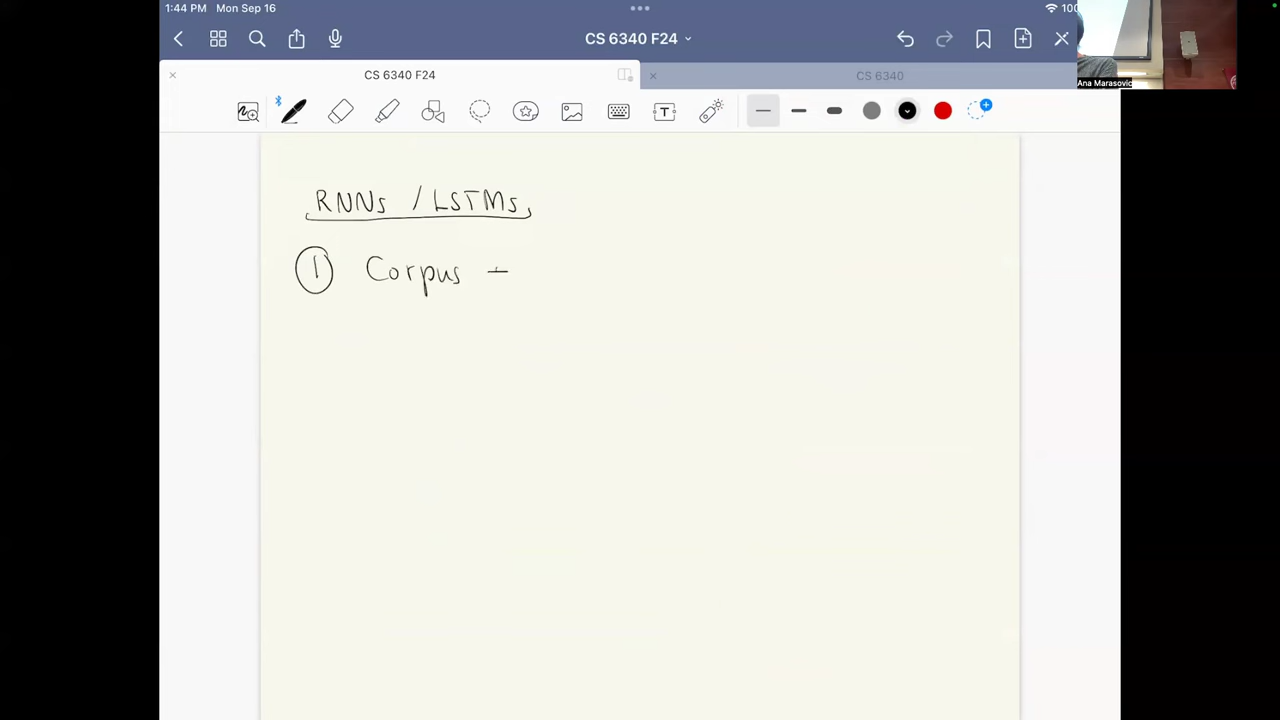 1:44 PM Mon Sep 16
100
CS 6340 F24
CS 6340 F24
CS 6340
T
Ana Marasovic
RNNs / LSTMs
① Corpus –